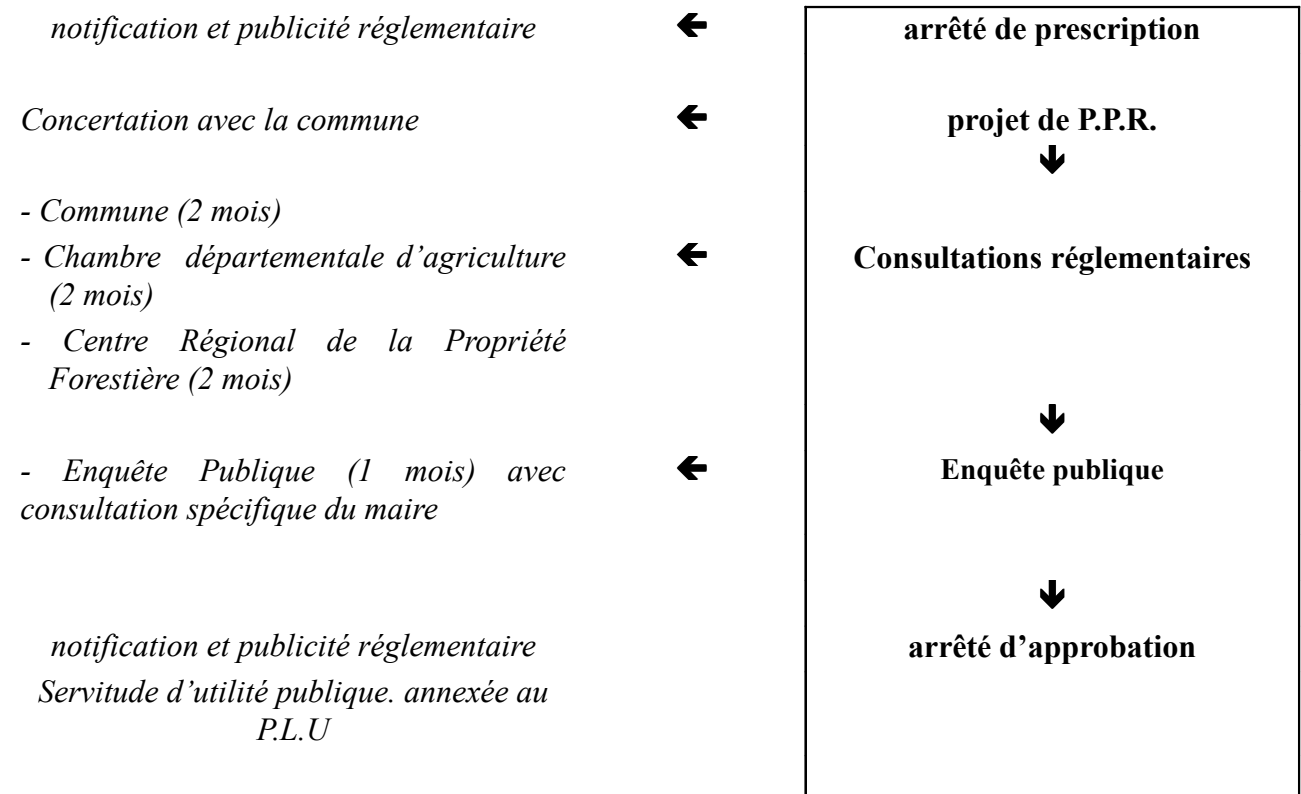 notification et publicité réglementaire 🡸 arrêté de prescription
Concertation avec la commune 🡸 projet de P.P.R.
🡻
- Commune (2 mois)
- Chambre départementale d’agriculture 🡸 Consultations réglementaires
(2 mois)
- Centre Régional de la Propriété
Forestière (2 mois)
🡻
- Enquête Publique (1 mois) avec 🡸 Enquête publique
consultation spécifique du maire
🡻
notification et publicité réglementaire arrêté d’approbation
Servitude d’utilité publique. annexée au
P.L.U